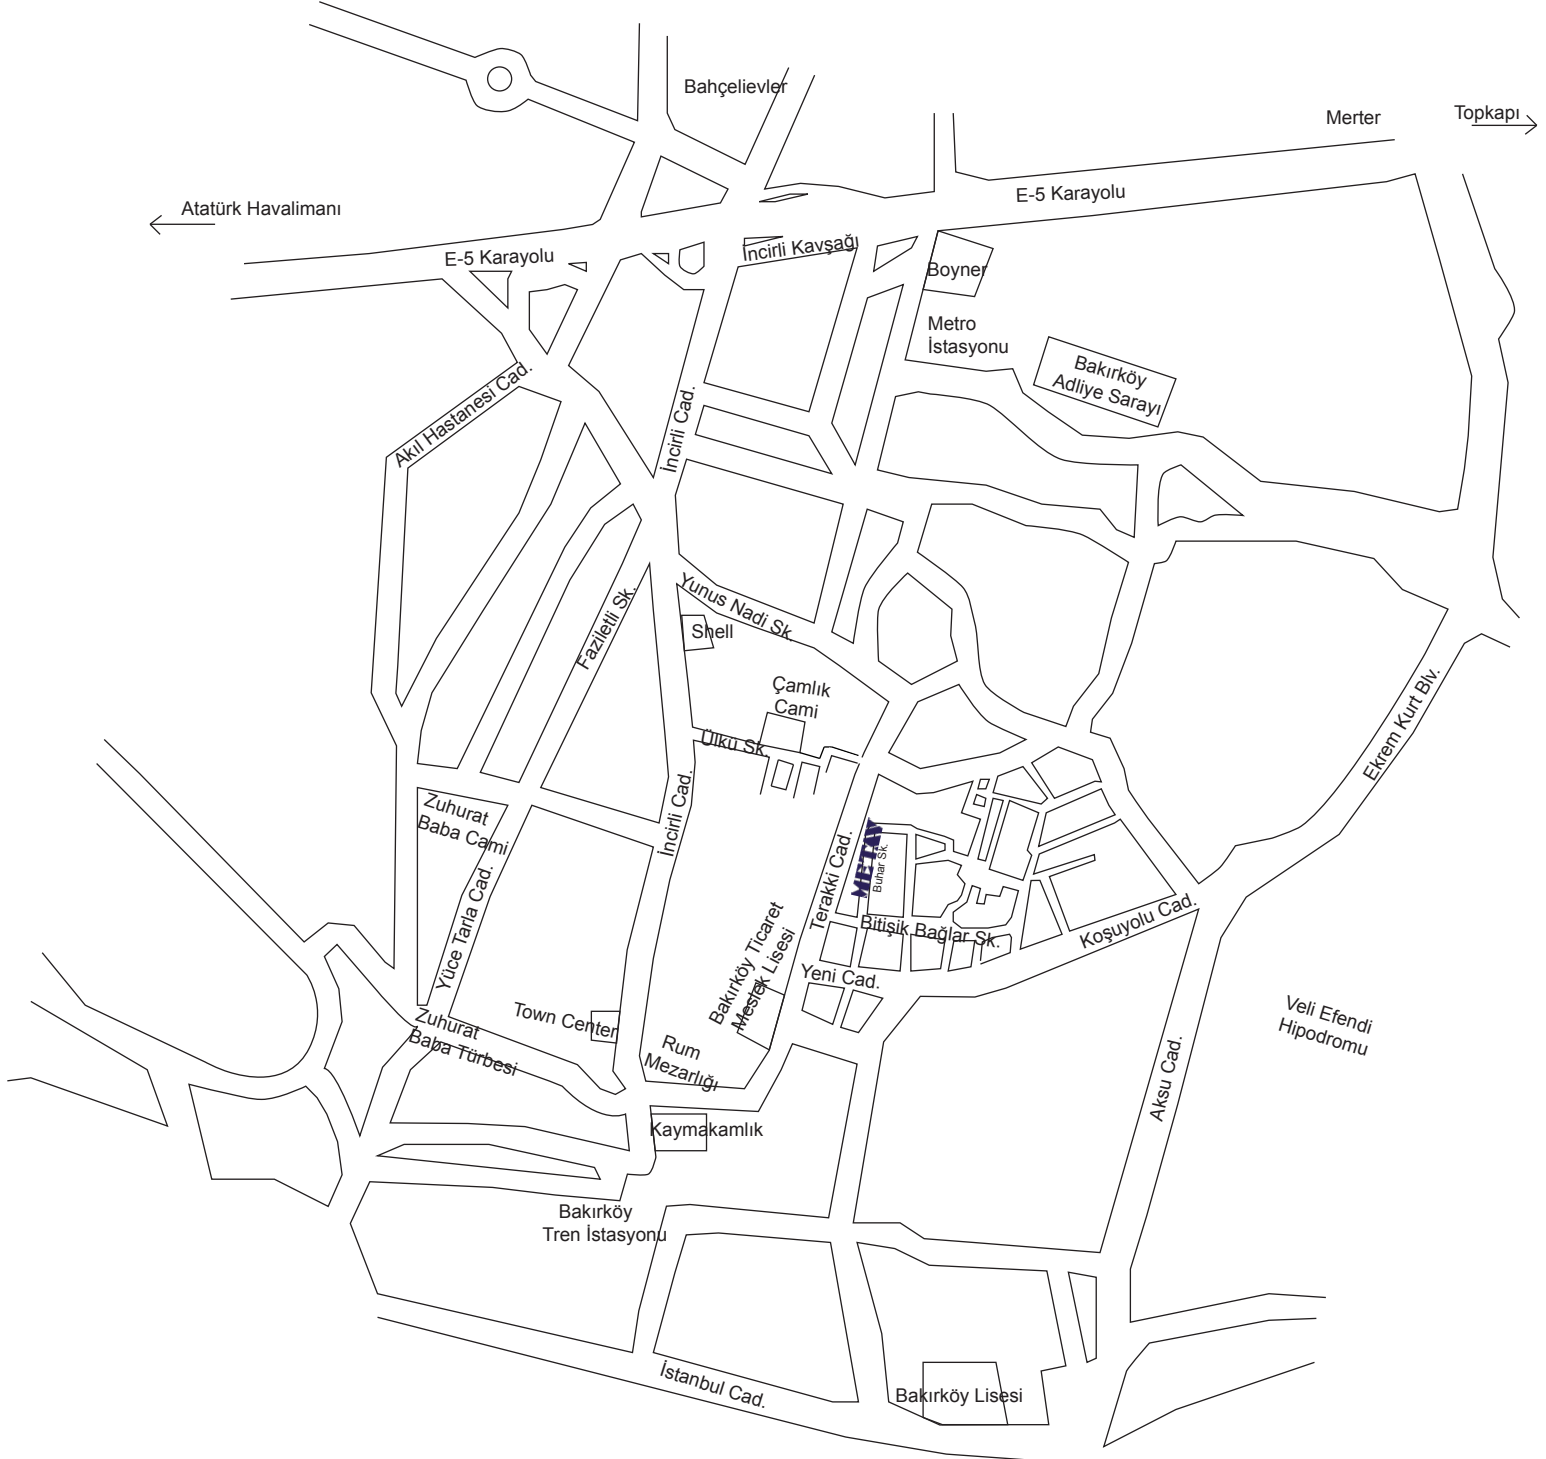 Bahçelievler
Merter
Topkapı
E-5 Karayolu
Atatürk Havalimanı
E-5 Karayolu
İncirli Kavşağı
Boyner
Metro
İstasyonu
Bakırköy
Adliye Sarayı
Akıl Hastanesi Cad.
İncirli Cad.
Yunus Nadi Sk.
Faziletli Sk.
Shell
Çamlık
Cami
Ülkü Sk.
Ekrem Kurt Blv.
Zuhurat
Baba Cami
İncirli Cad.
Terakki Cad.
METAY
Buhar Sk.
Yüce Tarla Cad.
Bitişik Bağlar Sk.
Koşuyolu Cad.
Bakırköy Ticaret
Meslek Lisesi
Yeni Cad.
Town Center
Zuhurat
Baba Türbesi
Rum
Mezarlığı
Veli Efendi
Hipodromu
Aksu Cad.
Kaymakamlık
Bakırköy
Tren İstasyonu
İstanbul Cad.
Bakırköy Lisesi